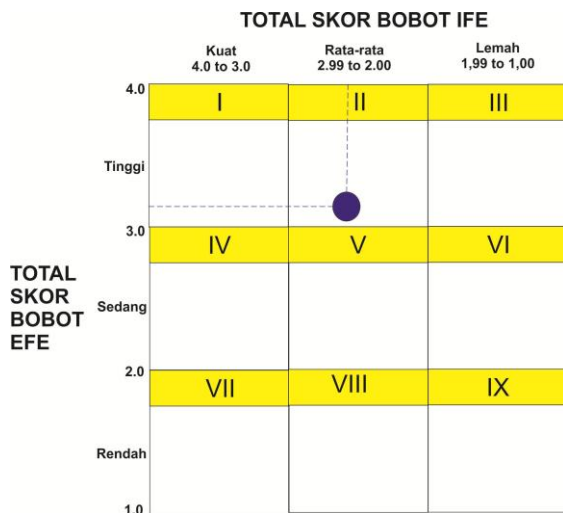 TOTAL SKOR BOBOT IFE
Kuat
4.0 to 3.0
Rata-rata
2.99 to 2.00
Lemah
1,99 to 1,00
4.0
I
II
III
Tinggi
3.0
IV
V
VI
TOTAL
SKOR
BOBOT
EFE
Sedang
2.0
VII
VIII
IX
Rendah
1.0